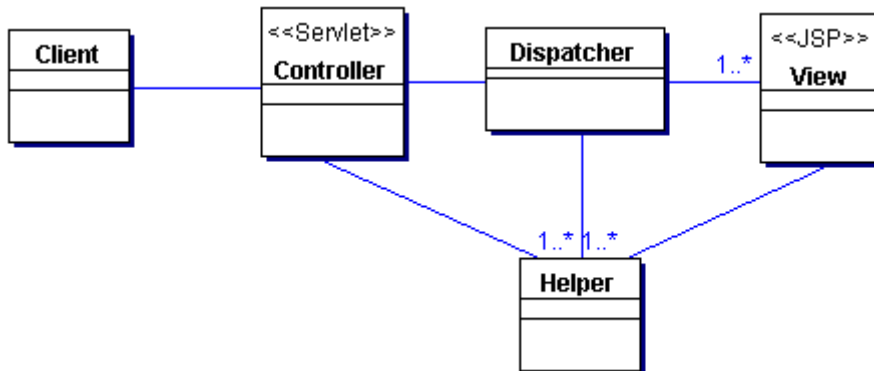 Client
<<Servlet>>
Controller
Dispatcher
1..*
<<JSP>>
View
1..*
1..*
Helper